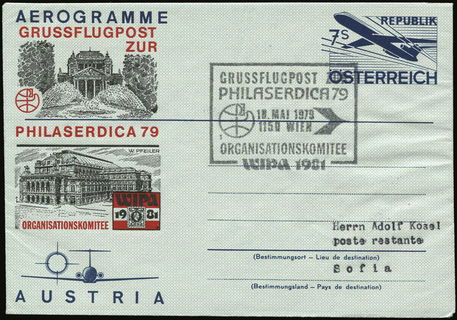 AEROGRAMME
GRUSSFLUGPOST
ZUR
PHILASERDICA 79
W. PFEILER
WIPA
1981
ORGANISATIONSKOMITEE
AUSTRIA
REPUBLIK
7S
ÖSTERREICH
GRUSSFLUGPOST
PHILASERDICA 79
18. MAI 1979
1150 WIEN
ORGANISATIONSKOMITEE
WIPA 1981
Herrn Adolf Kosel
poste restante
(Bestimmungsort - Lieu de destination)
Sofia
(Bestimmungsland - Pays de destination)